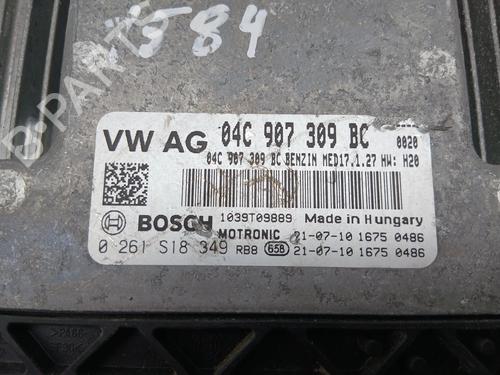 584
B-PARTS
VW AG 04C 907 309 BC 0020
04C 907 309 BC BENZIN MED17.1.27 HW: H20
BOSCH 1039T09889 Made in Hungary
MOTRONIC 21-07-10 1675 0486
0 261 S18 349 RB8 65B 21-07-10 1675 0486